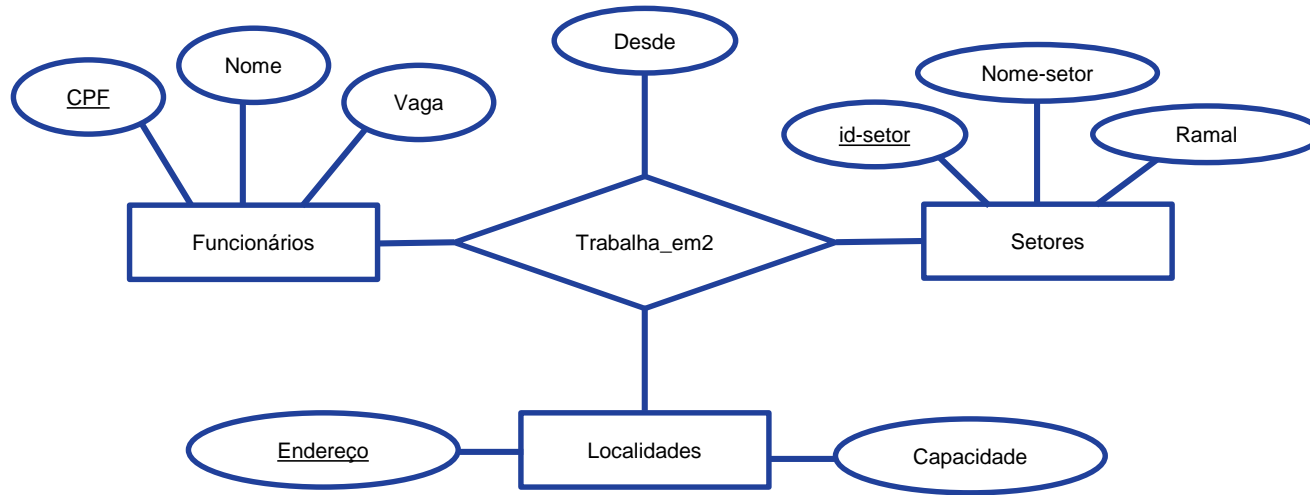 Desde
Nome
Nome-setor
CPF
Vaga
id-setor
Ramal
Funcionários
Trabalha_em2
Setores
Endereço
Localidades
Capacidade